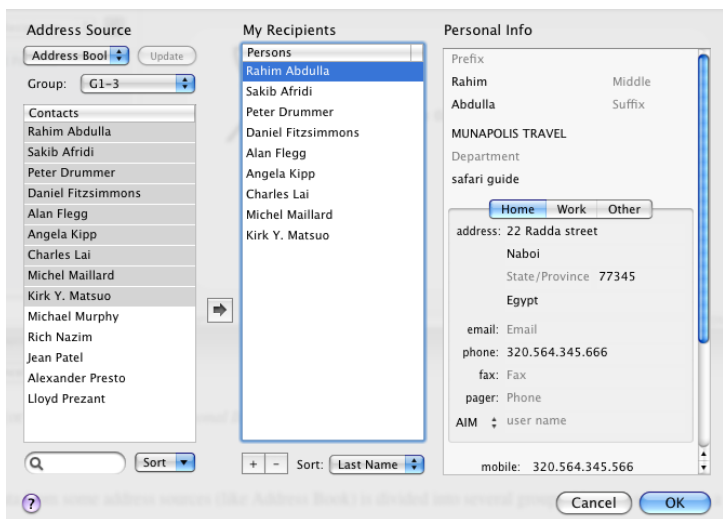 Address Source
Address Bool
Update
Group: G1-3
Contacts
Rahim Abdulla
Sakib Afridi
Peter Drummer
Daniel Fitzsimmons
Alan Flegg
Angela Kipp
Charles Lai
Michel Maillard
Kirk Y. Matsuo
Michael Murphy
Rich Nazim
Jean Patel
Alexander Presto
Lloyd Prezant
Sort
My Recipients
Persons
Rahim Abdulla
Sakib Afridi
Peter Drummer
Daniel Fitzsimmons
Alan Flegg
Angela Kipp
Charles Lai
Michel Maillard
Kirk Y. Matsuo
+ - Sort: Last Name
Personal Info
Prefix
Rahim Middle
Abdulla Suffix
MUNAPOLIS TRAVEL
Department
safari guide
Home Work Other
address: 22 Radda street
Naboi
State/Province 77345
Egypt
email: Email
phone: 320.564.345.666
fax: Fax
pager: Phone
AIM user name
mobile: 320.564.345.566
?
Cancel OK